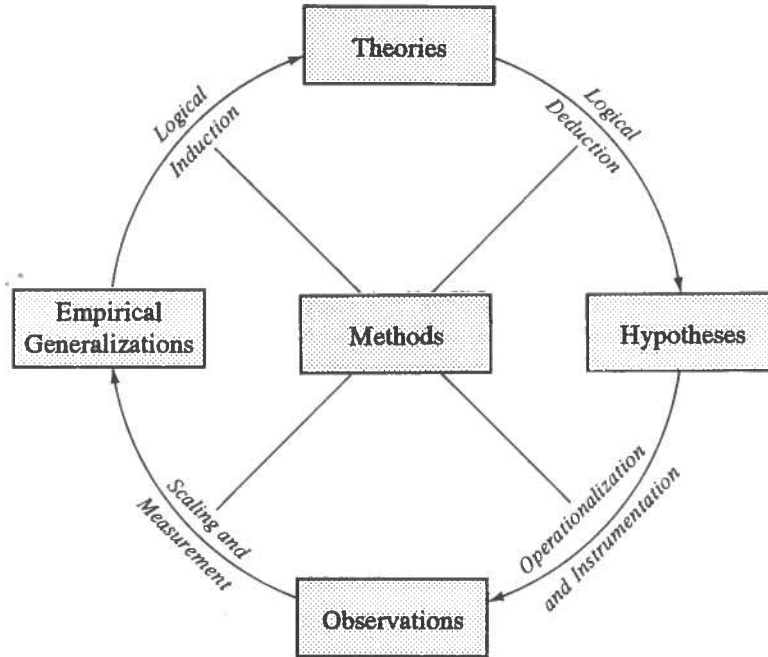 Theories
Logical
Induction
Logical
Deduction
Empirical
Generalizations
Methods
Hypotheses
Scaling and
Measurement
Operationalization
and Instrumentation
Observations